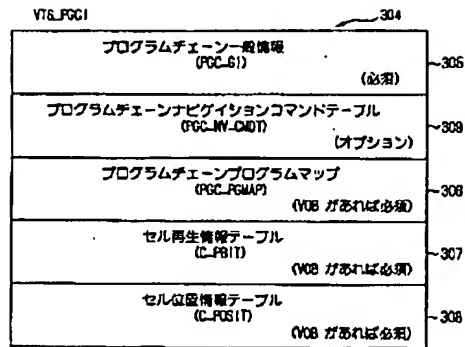 VTS_PGCI
304
プログラムチェーン一般情報
(PGC_GI)
(必須)
305
プログラムチェーンナビゲイションコマンドテーブル
(PGC_NV_CMDT)
(オプション)
309
プログラムチェーンプログラムマップ
(PGC_PGMAP)
(VOB があれば必須)
306
セル再生情報テーブル
(C_PBIT)
(VOB があれば必須)
307
セル位置情報テーブル
(C_POSIT)
(VOB があれば必須)
308